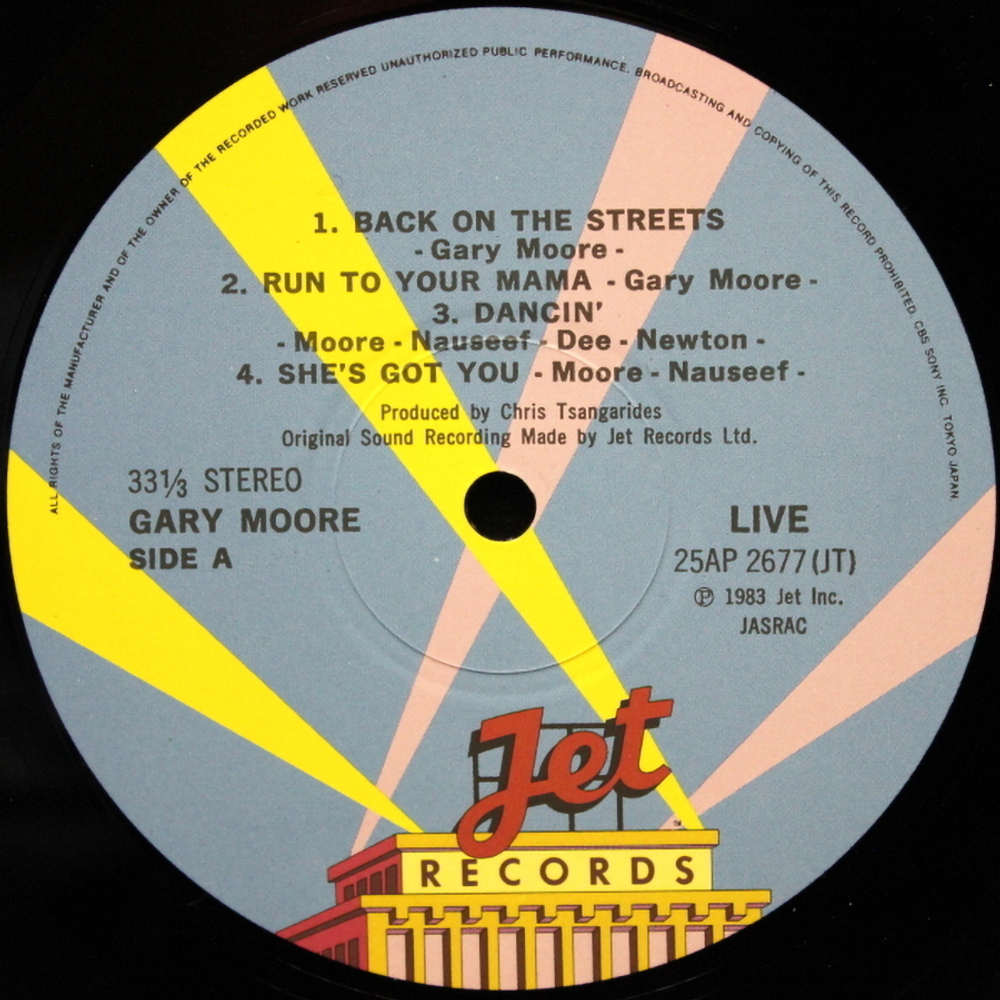 ALL RIGHTS OF THE MANUFACTURER AND OF THE OWNER OF THE RECORDED WORK RESERVED UNAUTHORIZED PUBLIC PERFORMANCE. BROADCASTING AND COPYING OF THIS RECORD PROHIBITED. CBS SONY INC. TOKYO JAPAN
1. BACK ON THE STREETS
- Gary Moore -
2. RUN TO YOUR MAMA - Gary Moore -
3. DANCIN'
- Moore - Nauseef - Dee - Newton -
4. SHE'S GOT YOU - Moore - Nauseef -
Produced by Chris Tsangarides
Original Sound Recording Made by Jet Records Ltd.
33⅓ STEREO
GARY MOORE
SIDE A
LIVE
25AP 2677 (JT)
℗ 1983 Jet Inc.
JASRAC
Jet
TM
RECORDS